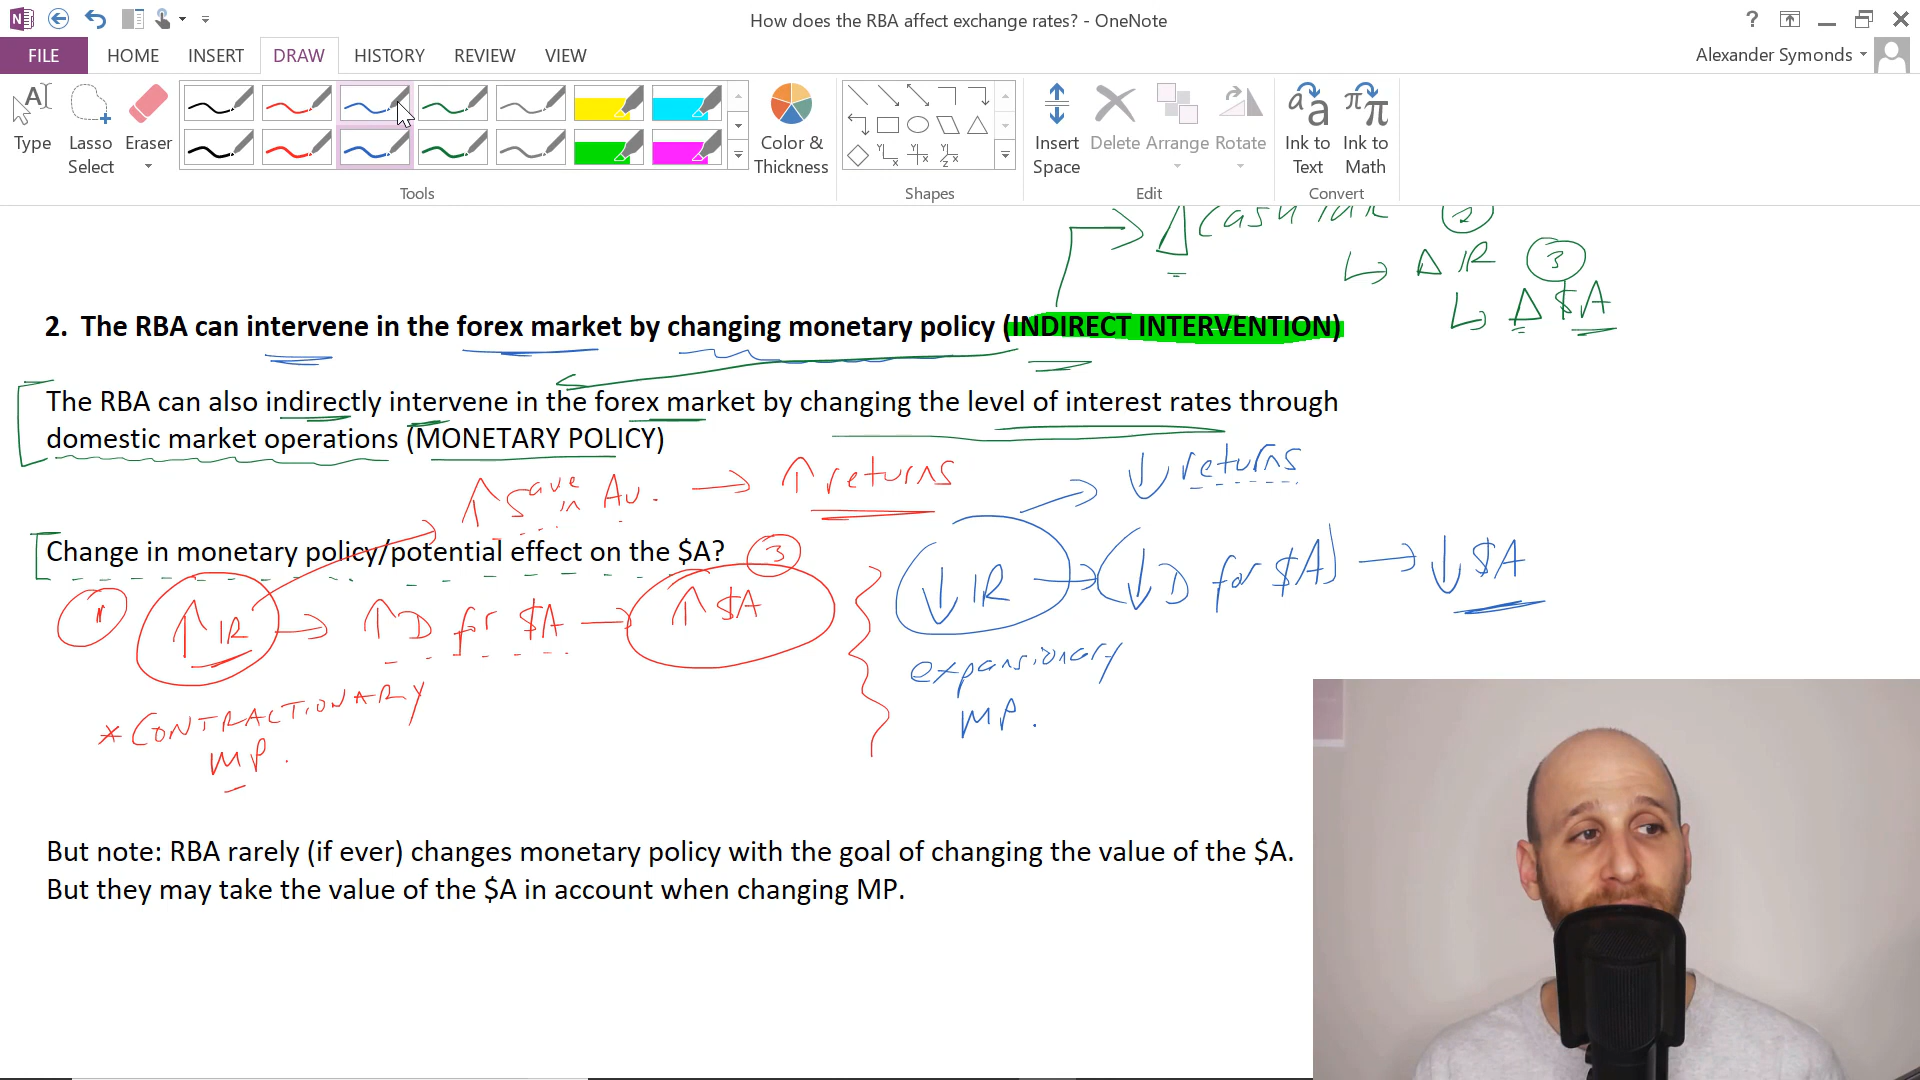 How does the RBA affect exchange rates? - OneNote
FILE HOME INSERT DRAW HISTORY REVIEW VIEW
Alexander Symonds
Type Lasso Select Eraser Color & Thickness Insert Space Delete Arrange Rotate Ink to Text Ink to Math
Tools Shapes Edit Convert
Δ Cash 2
↳ Δ IR 3
↳ Δ $A
2. The RBA can intervene in the forex market by changing monetary policy (INDIRECT INTERVENTION)
The RBA can also indirectly intervene in the forex market by changing the level of interest rates through
domestic market operations (MONETARY POLICY)
↑ Save in Au. → ↑ returns
↓ returns
Change in monetary policy/potential effect on the $A? 3
1 ↑ IR → ↑ D for $A → ↑ $A
↓ IR → (↓ D for $A) → ↓ $A
* CONTRACTIONARY
MP.
expansionary
MP.
But note: RBA rarely (if ever) changes monetary policy with the goal of changing the value of the $A.
But they may take the value of the $A in account when changing MP.